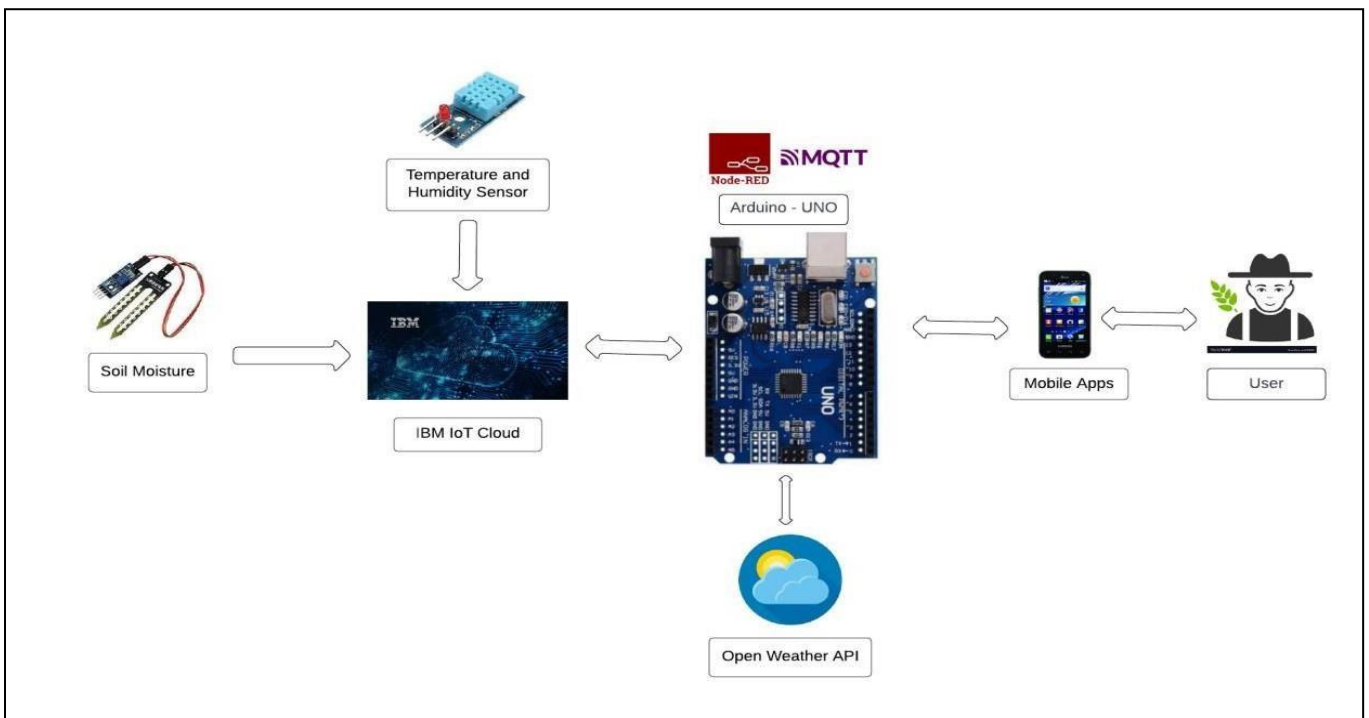 Temperature and
Humidity Sensor
Node-RED
MQTT
Arduino - UNO
IBM
Soil Moisture
IBM IoT Cloud
UNO
Mobile Apps
User
Open Weather API